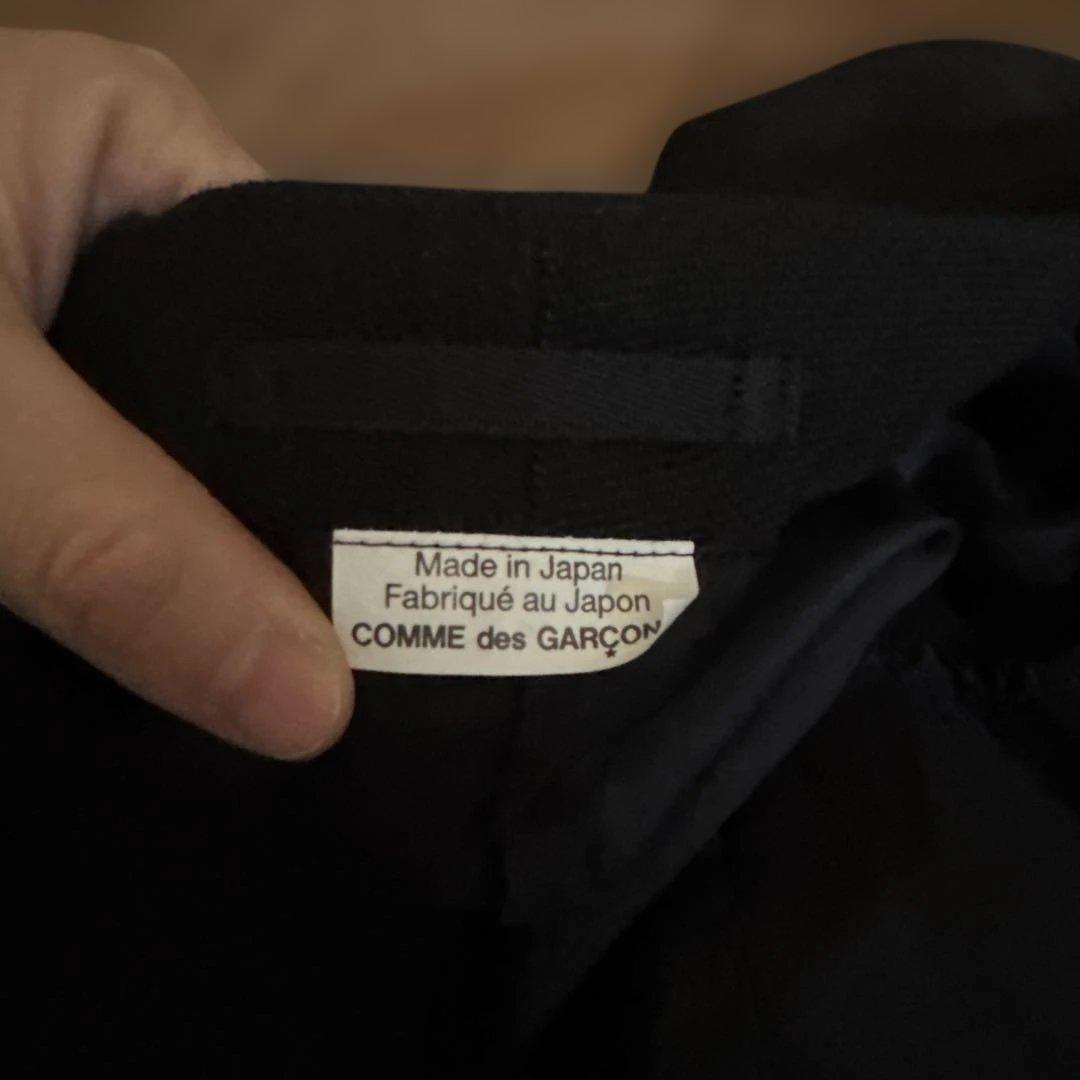 Made in Japan
Fabriqué au Japon
COMME des GARÇON